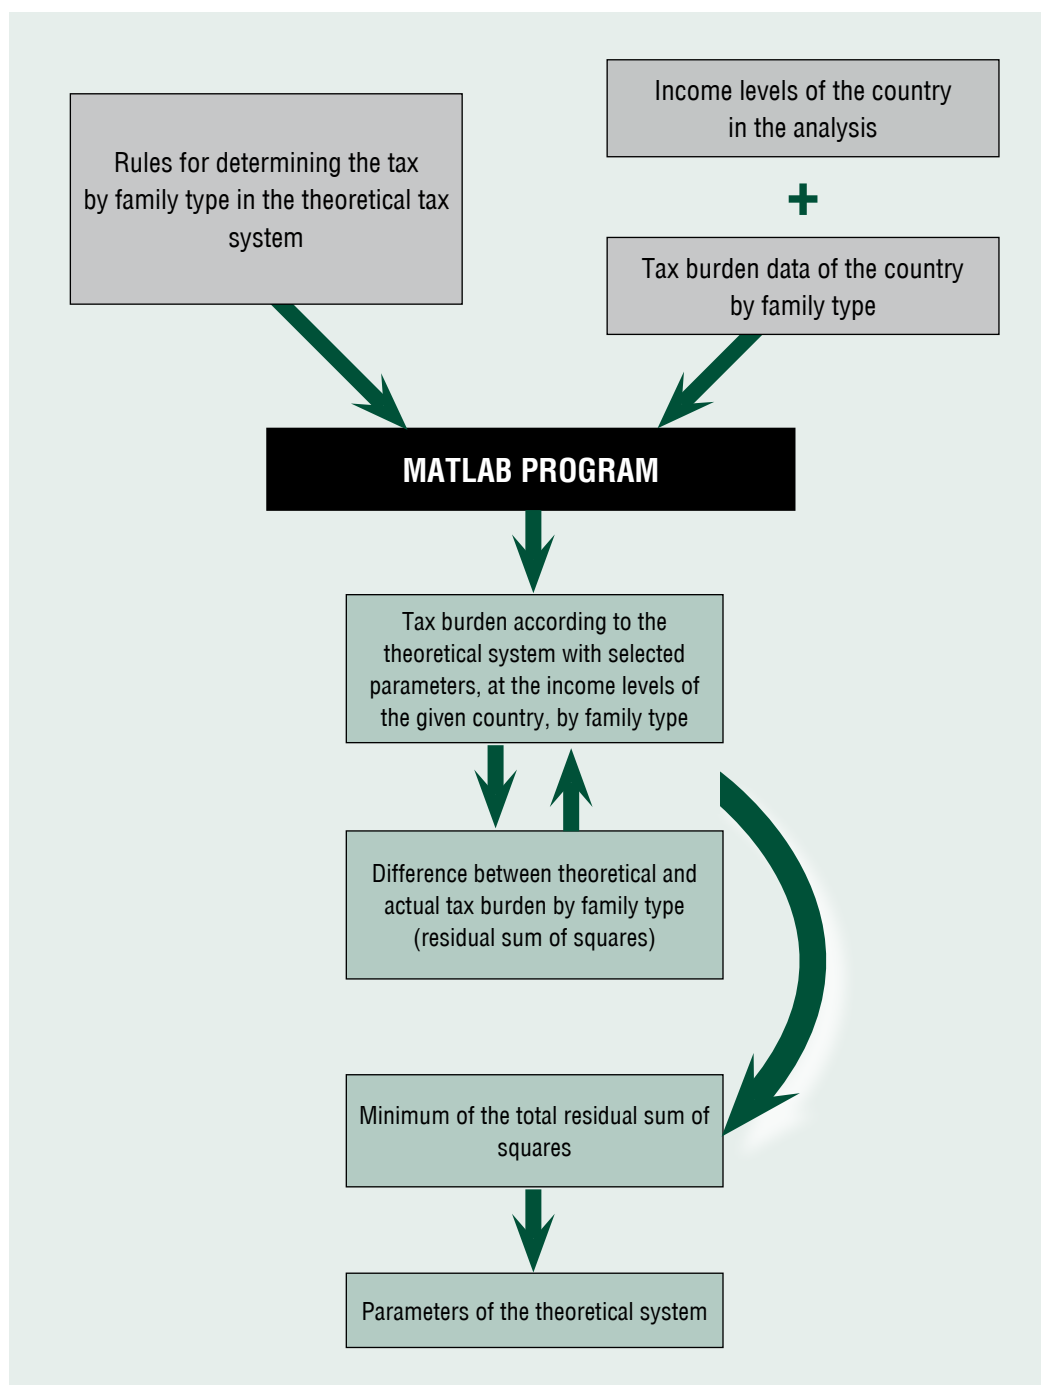 Rules for determining the tax
by family type in the theoretical tax
system
Income levels of the country
in the analysis
+
Tax burden data of the country
by family type
MATLAB PROGRAM
Tax burden according to the
theoretical system with selected
parameters, at the income levels of
the given country, by family type
Difference between theoretical and
actual tax burden by family type
(residual sum of squares)
Minimum of the total residual sum of
squares
Parameters of the theoretical system